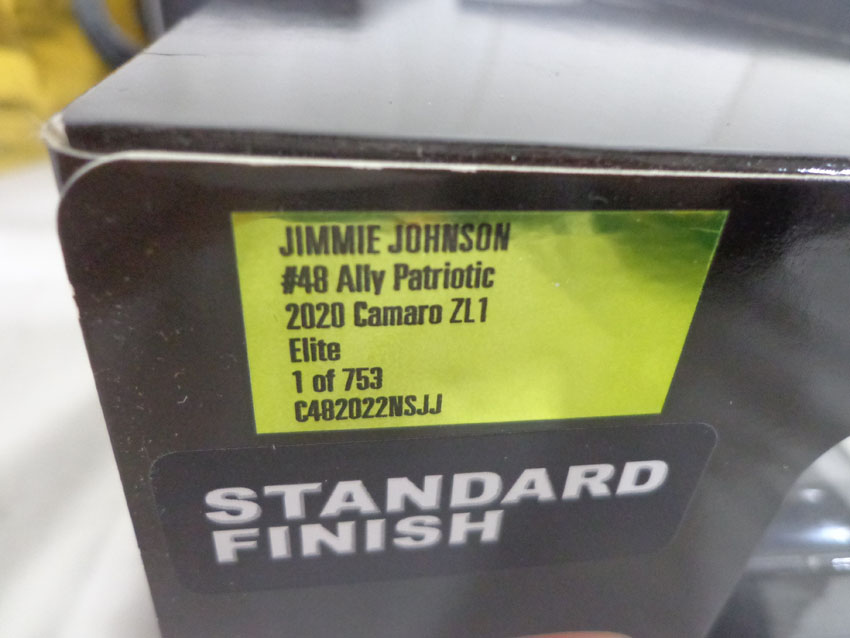 JIMMIE JOHNSON
#48 Ally Patriotic
2020 Camaro ZL1
Elite
1 of 753
C482022NSJJ
STANDARD
FINISH